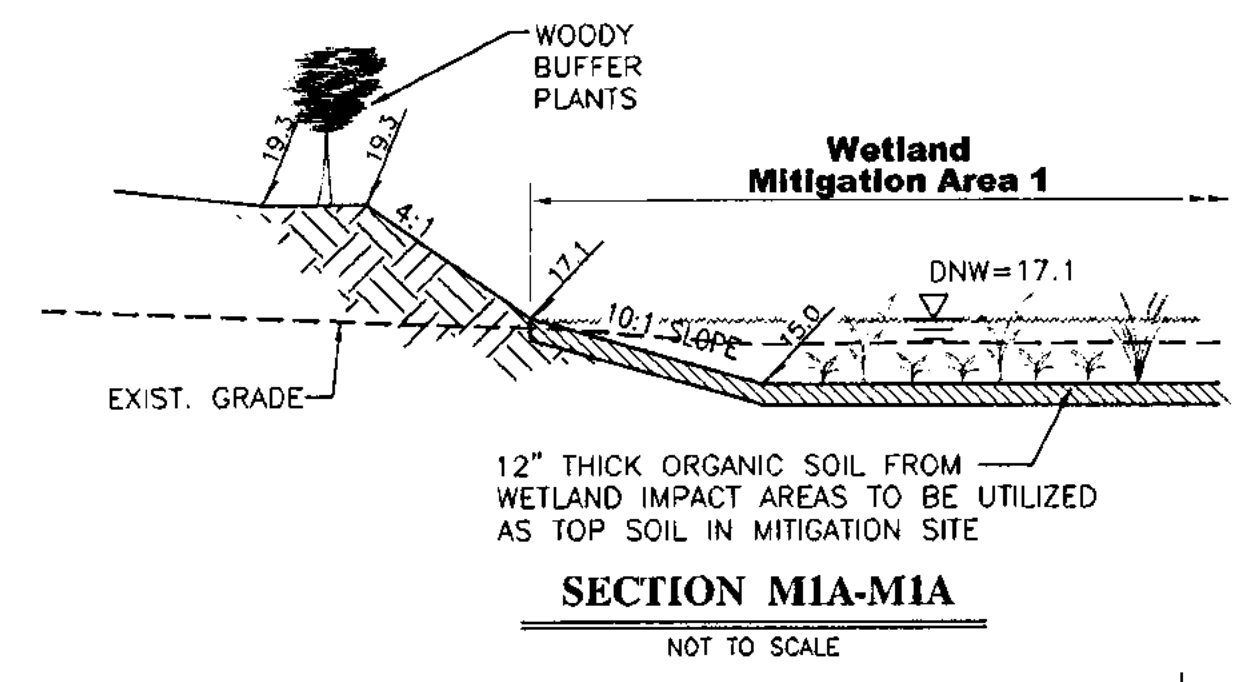 WOODY
BUFFER
PLANTS
19.3
19.3
Wetland
Mitigation Area 1
4:1
17.1
DNW=17.1
10:1 SLOPE
15.0
EXIST. GRADE
12" THICK ORGANIC SOIL FROM
WETLAND IMPACT AREAS TO BE UTILIZED
AS TOP SOIL IN MITIGATION SITE
SECTION M1A-M1A
NOT TO SCALE